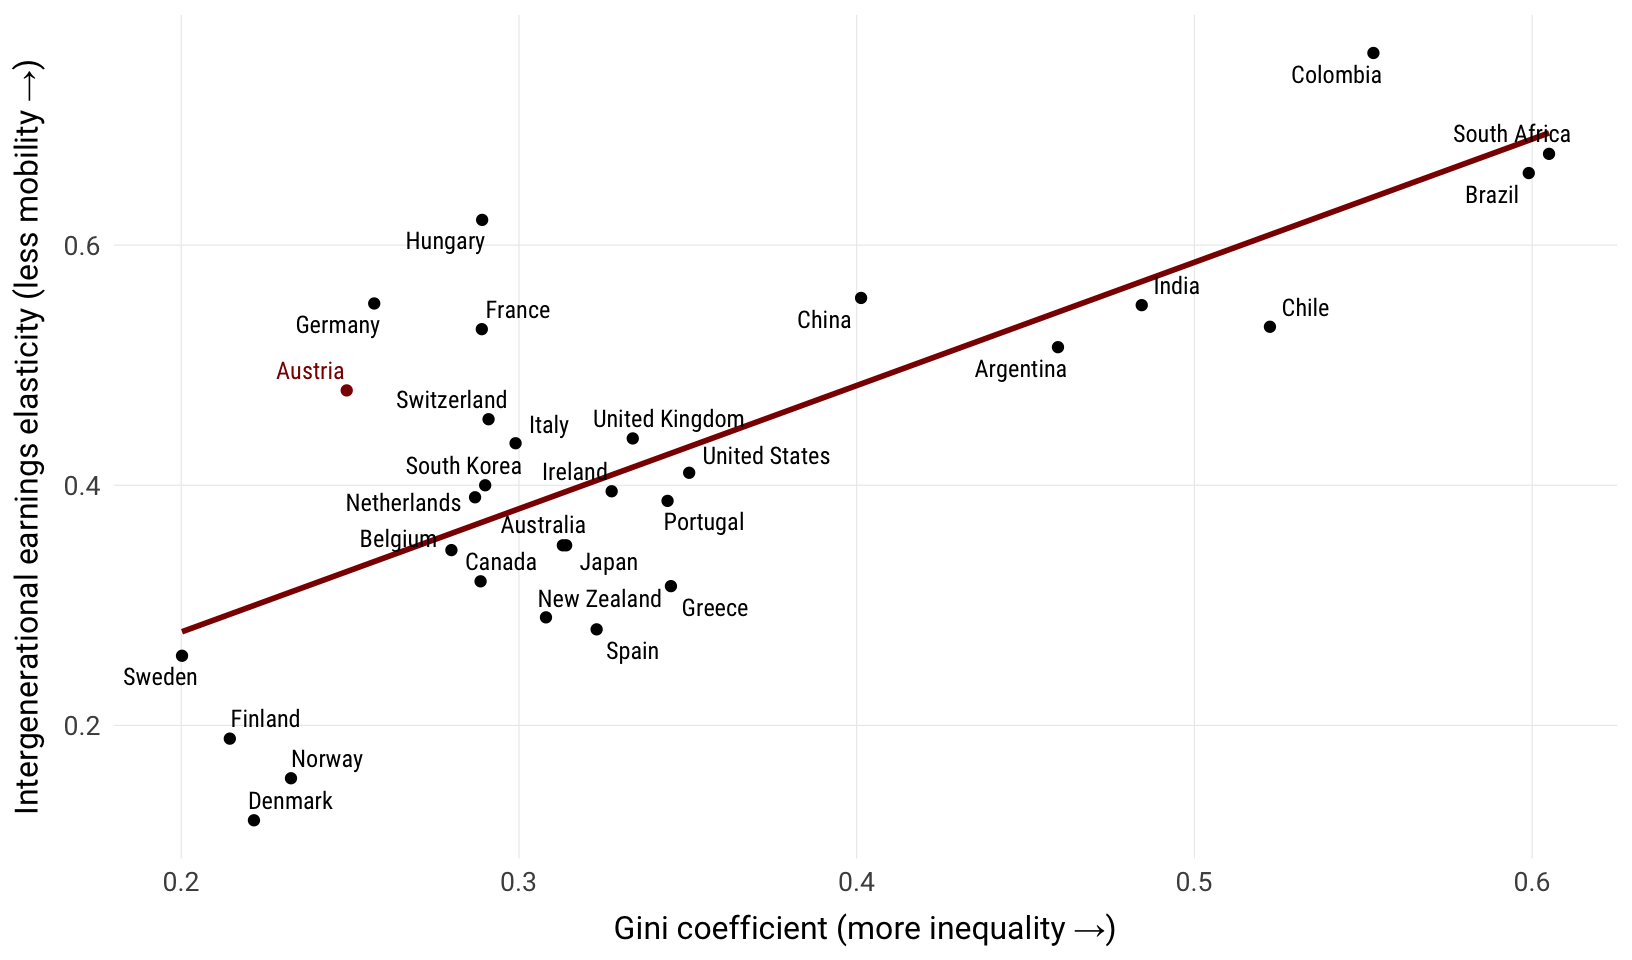 Intergenerational earnings elasticity (less mobility →)
0.6
0.4
0.2
Colombia
South Africa
Brazil
Hungary
India
Germany
France
China
Chile
Austria
Argentina
Switzerland
Italy
United Kingdom
United States
South Korea
Ireland
Netherlands
Portugal
Australia
Belgium
Canada
Japan
New Zealand
Greece
Spain
Sweden
Finland
Norway
Denmark
0.2
0.3
0.4
0.5
0.6
Gini coefficient (more inequality →)